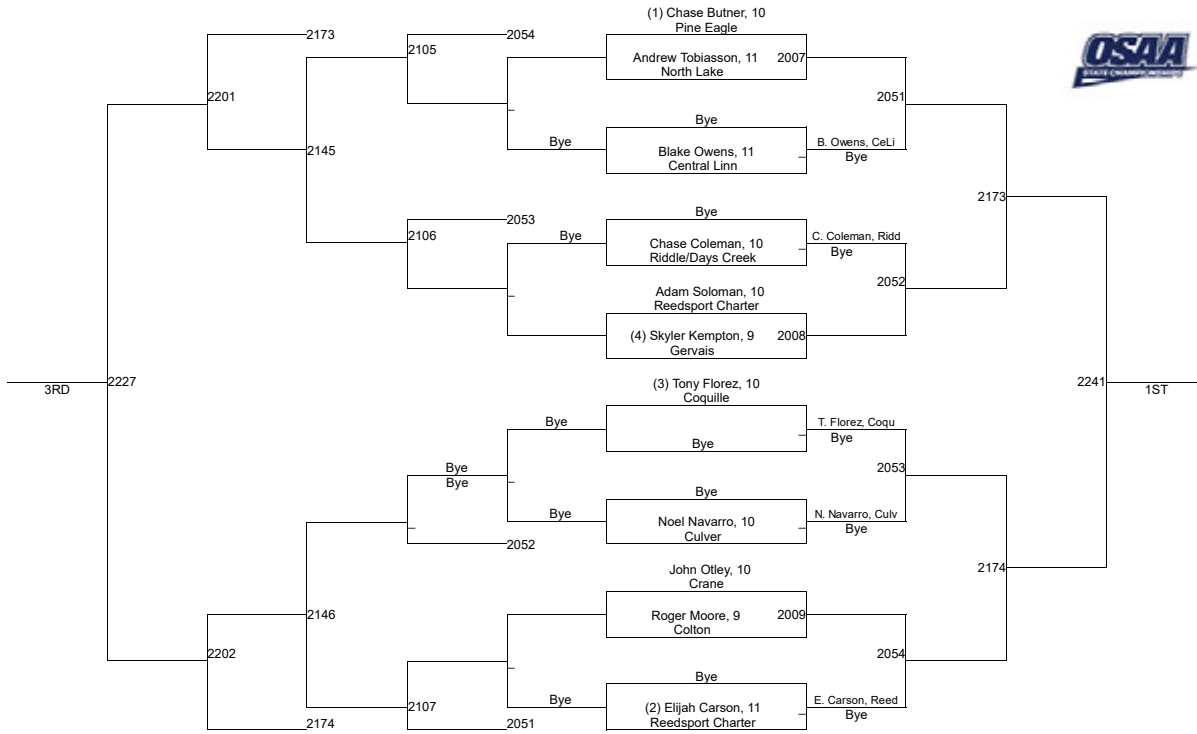 (1) Chase Butner, 10
Pine Eagle
2173
2105
2054
Andrew Tobiasson, 11
2007
North Lake
OSAA
STATE CHAMPIONSHIPS
2201
2051
Bye
2145
Bye
Blake Owens, 11
Central Linn
B. Owens, CeLi
Bye
2173
Bye
2053
2106
Bye
Chase Coleman, 10
Riddle/Days Creek
C. Coleman, Ridd
Bye
2052
Adam Soloman, 10
Reedsport Charter
(4) Skyler Kempton, 9
2008
Gervais
3RD
2227
2241
1ST
(3) Tony Florez, 10
Coquille
Bye
T. Florez, Coqu
Bye
Bye
Bye
Bye
2053
Bye
Bye
Noel Navarro, 10
Culver
N. Navarro, Culv
Bye
2052
2174
John Otley, 10
Crane
2146
Roger Moore, 9
2009
Colton
2202
2054
Bye
2107
Bye
(2) Elijah Carson, 11
Reedsport Charter
E. Carson, Reed
Bye
2174
2051